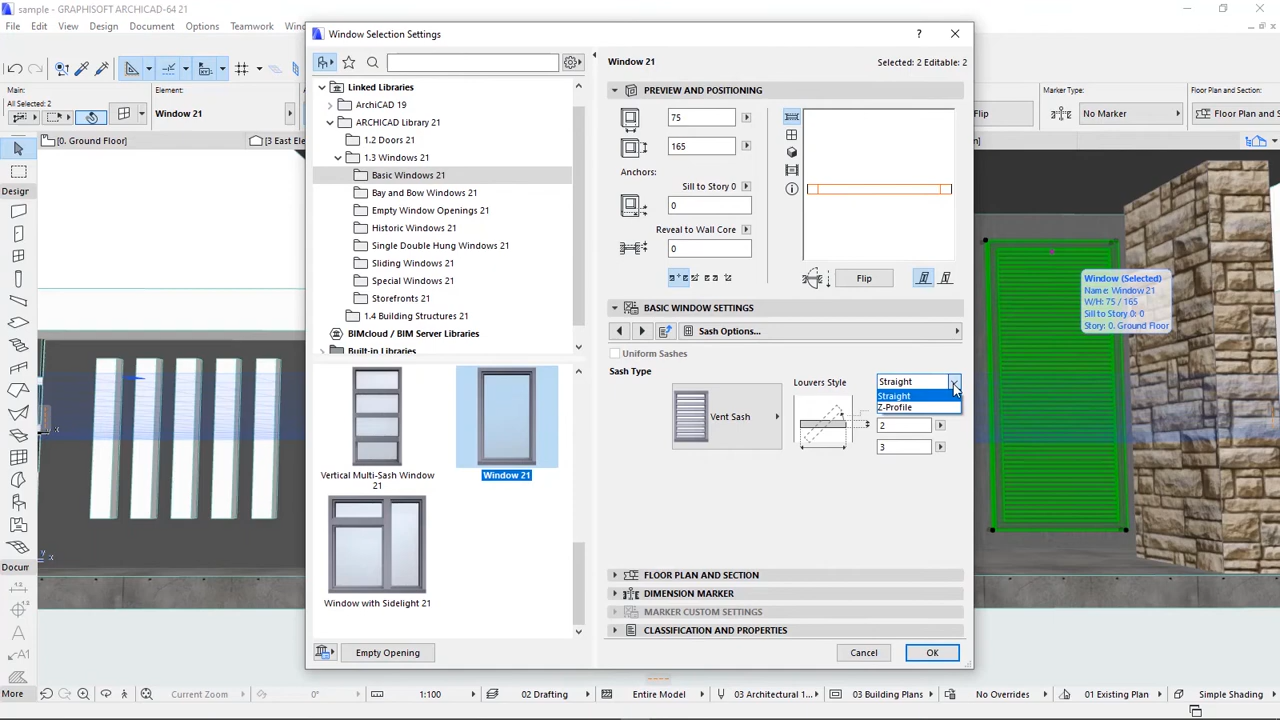 sample - GRAPHISOFT ARCHICAD-64 21
File Edit View Design Document Options Teamwork
Main:
All Selected: 2
Element:
Window 21
[0. Ground Floor]
[3 East Ele
Design
Docum
More
Window Selection Settings
?
Linked Libraries
ArchiCAD 19
ARCHICAD Library 21
1.2 Doors 21
1.3 Windows 21
Basic Windows 21
Bay and Bow Windows 21
Empty Window Openings 21
Historic Windows 21
Single Double Hung Windows 21
Sliding Windows 21
Special Windows 21
Storefronts 21
1.4 Building Structures 21
BIMcloud / BIM Server Libraries
Built-in Libraries
Vertical Multi-Sash Window 21
Window 21
Window with Sidelight 21
Empty Opening
Window 21
Selected: 2 Editable: 2
PREVIEW AND POSITIONING
75
165
Anchors:
Sill to Story 0
0
Reveal to Wall Core
0
Flip
BASIC WINDOW SETTINGS
Sash Options...
Uniform Sashes
Sash Type
Vent Sash
Louvers Style
Straight
Straight
Z-Profile
2
3
FLOOR PLAN AND SECTION
DIMENSION MARKER
MARKER CUSTOM SETTINGS
CLASSIFICATION AND PROPERTIES
Cancel
OK
Flip
Marker Type:
No Marker
Floor Plan and Section:
Floor Plan and S
Window (Selected)
Name: Window 21
W/H: 75 / 165
Sill to Story 0: 0
Story: 0. Ground Floor
Current Zoom
0°
1:100
02 Drafting
Entire Model
03 Architectural 1...
03 Building Plans
No Overrides
01 Existing Plan
Simple Shading